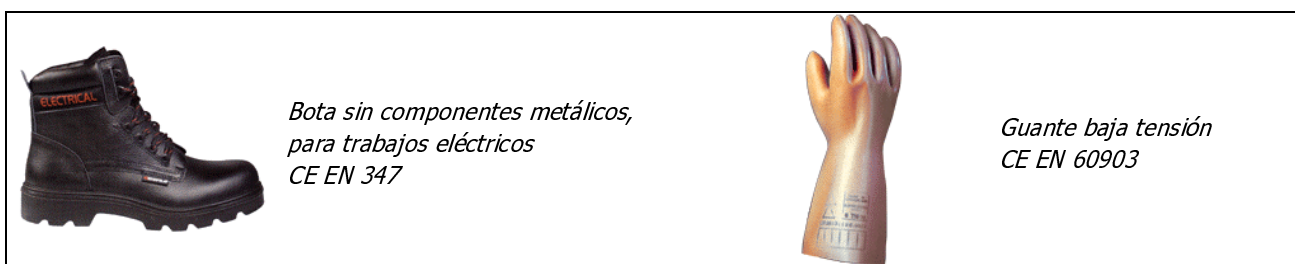 ELECTRICAL
Bota sin componentes metálicos,
para trabajos eléctricos
CE EN 347
Guante baja tensión
CE EN 60903